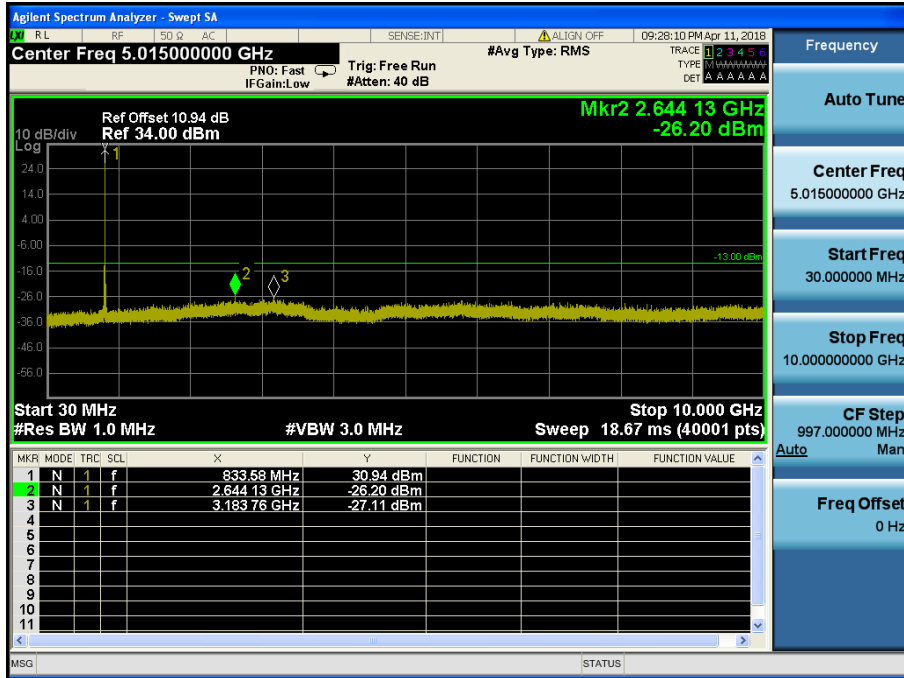 Agilent Spectrum Analyzer - Swept SA
LXI RL RF 50 Ω AC SENSE:INT ALIGN OFF 09:28:10 PM Apr 11, 2018
Center Freq 5.015000000 GHz #Avg Type: RMS TRACE 1 2 3 4 5 6
PNO: Fast Trig: Free Run TYPE M WWWWW
IFGain:Low #Atten: 40 dB DET A A A A A A
Frequency
Auto Tune
Center Freq
5.015000000 GHz
Start Freq
30.000000 MHz
Stop Freq
10.000000000 GHz
CF Step
997.000000 MHz
Auto Man
Freq Offset
0 Hz
Mkr2 2.644 13 GHz
-26.20 dBm
Ref Offset 10.94 dB
10 dB/div Ref 34.00 dBm
Log
1
24.0
14.0
4.00
-6.00
-13.00 dBm
-16.0
2 3
-26.0
-36.0
-46.0
-56.0
Start 30 MHz Stop 10.000 GHz
#Res BW 1.0 MHz #VBW 3.0 MHz Sweep 18.67 ms (40001 pts)
MKR MODE TRC SCL X Y FUNCTION FUNCTION WIDTH FUNCTION VALUE
1 N 1 f 833.58 MHz 30.94 dBm
2 N 1 f 2.644 13 GHz -26.20 dBm
3 N 1 f 3.183 76 GHz -27.11 dBm
4
5
6
7
8
9
10
11
MSG STATUS